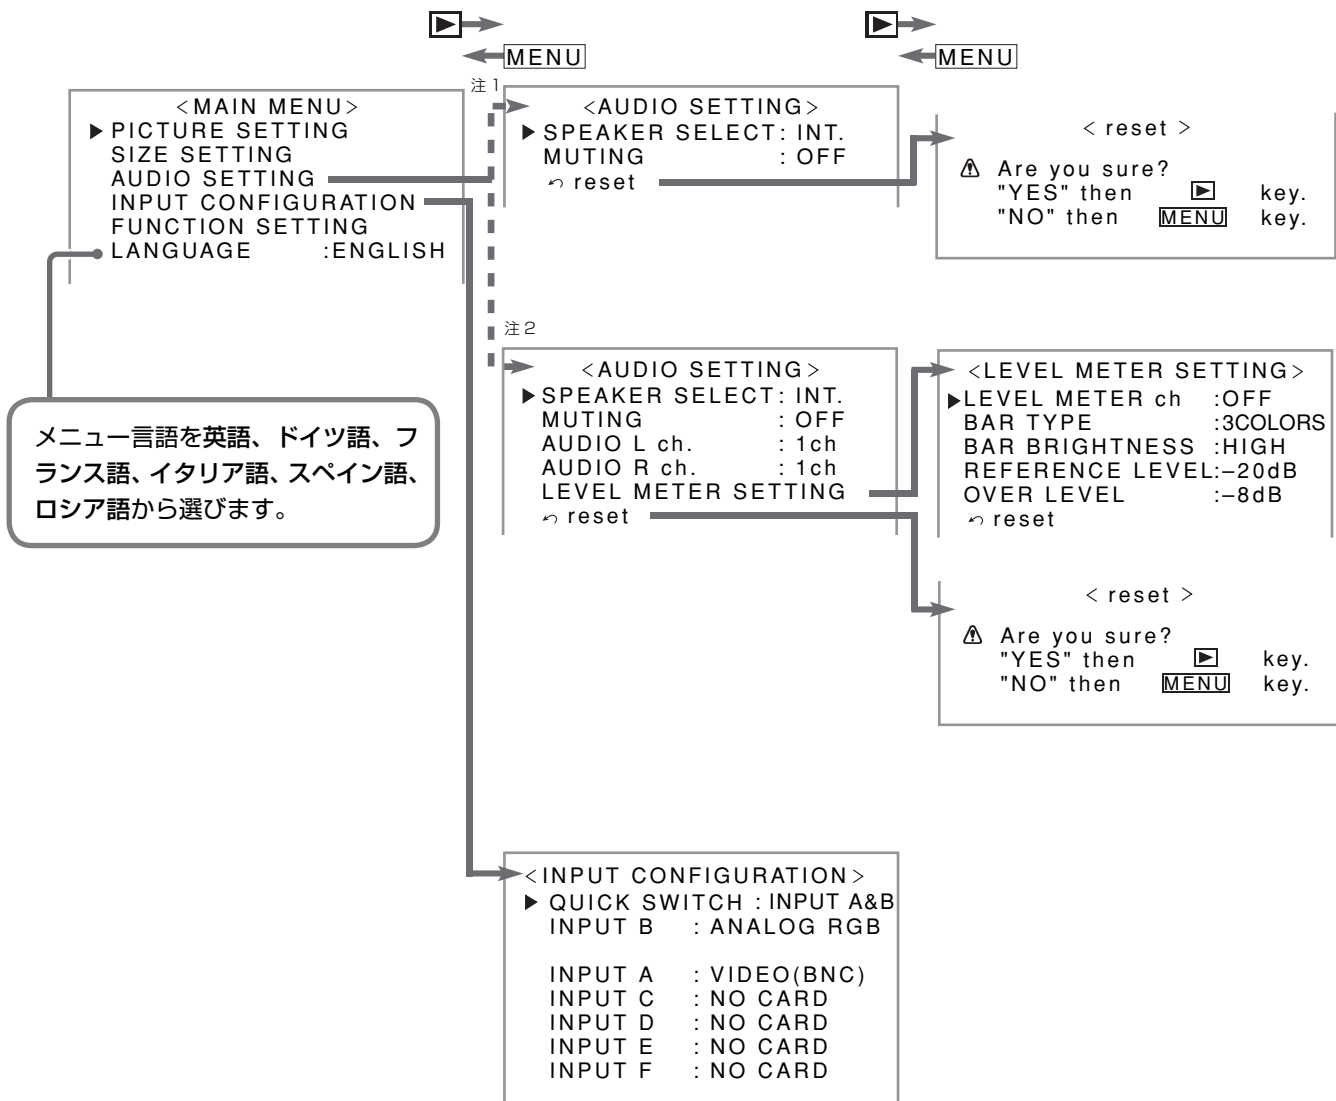 MENU
MENU
注1
<MAIN MENU>
PICTURE SETTING
SIZE SETTING
AUDIO SETTING
INPUT CONFIGURATION
FUNCTION SETTING
LANGUAGE :ENGLISH
<AUDIO SETTING>
SPEAKER SELECT: INT.
MUTING : OFF
reset
< reset >
Are you sure?
"YES" then ▶ key.
"NO" then MENU key.
メニュー言語を英語、ドイツ語、フ
ランス語、イタリア語、スペイン語、
ロシア語から選びます。
注2
<AUDIO SETTING>
SPEAKER SELECT: INT.
MUTING : OFF
AUDIO L ch. : 1ch
AUDIO R ch. : 1ch
LEVEL METER SETTING
reset
<LEVEL METER SETTING>
LEVEL METER ch :OFF
BAR TYPE :3COLORS
BAR BRIGHTNESS :HIGH
REFERENCE LEVEL:–20dB
OVER LEVEL :–8dB
reset
< reset >
Are you sure?
"YES" then ▶ key.
"NO" then MENU key.
<INPUT CONFIGURATION>
QUICK SWITCH : INPUT A&B
INPUT B : ANALOG RGB
INPUT A : VIDEO(BNC)
INPUT C : NO CARD
INPUT D : NO CARD
INPUT E : NO CARD
INPUT F : NO CARD